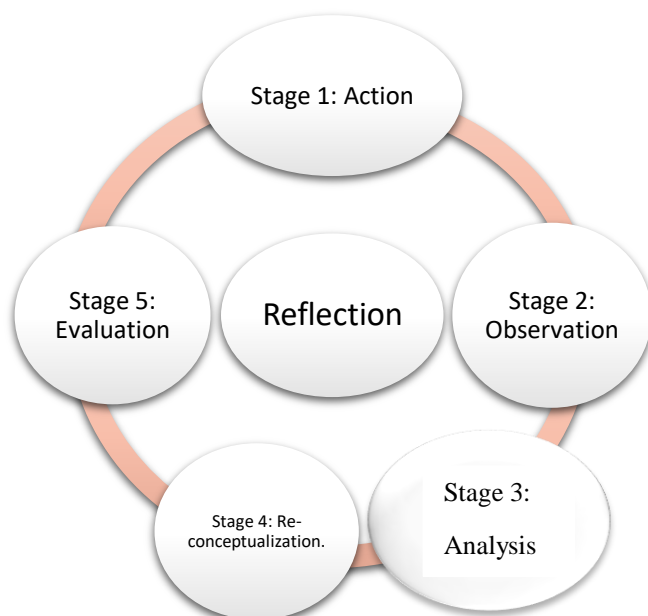 Stage 1: Action
Stage 5:
Evaluation
Reflection
Stage 2:
Observation
Stage 4: Re-
conceptualization.
Stage 3:
Analysis